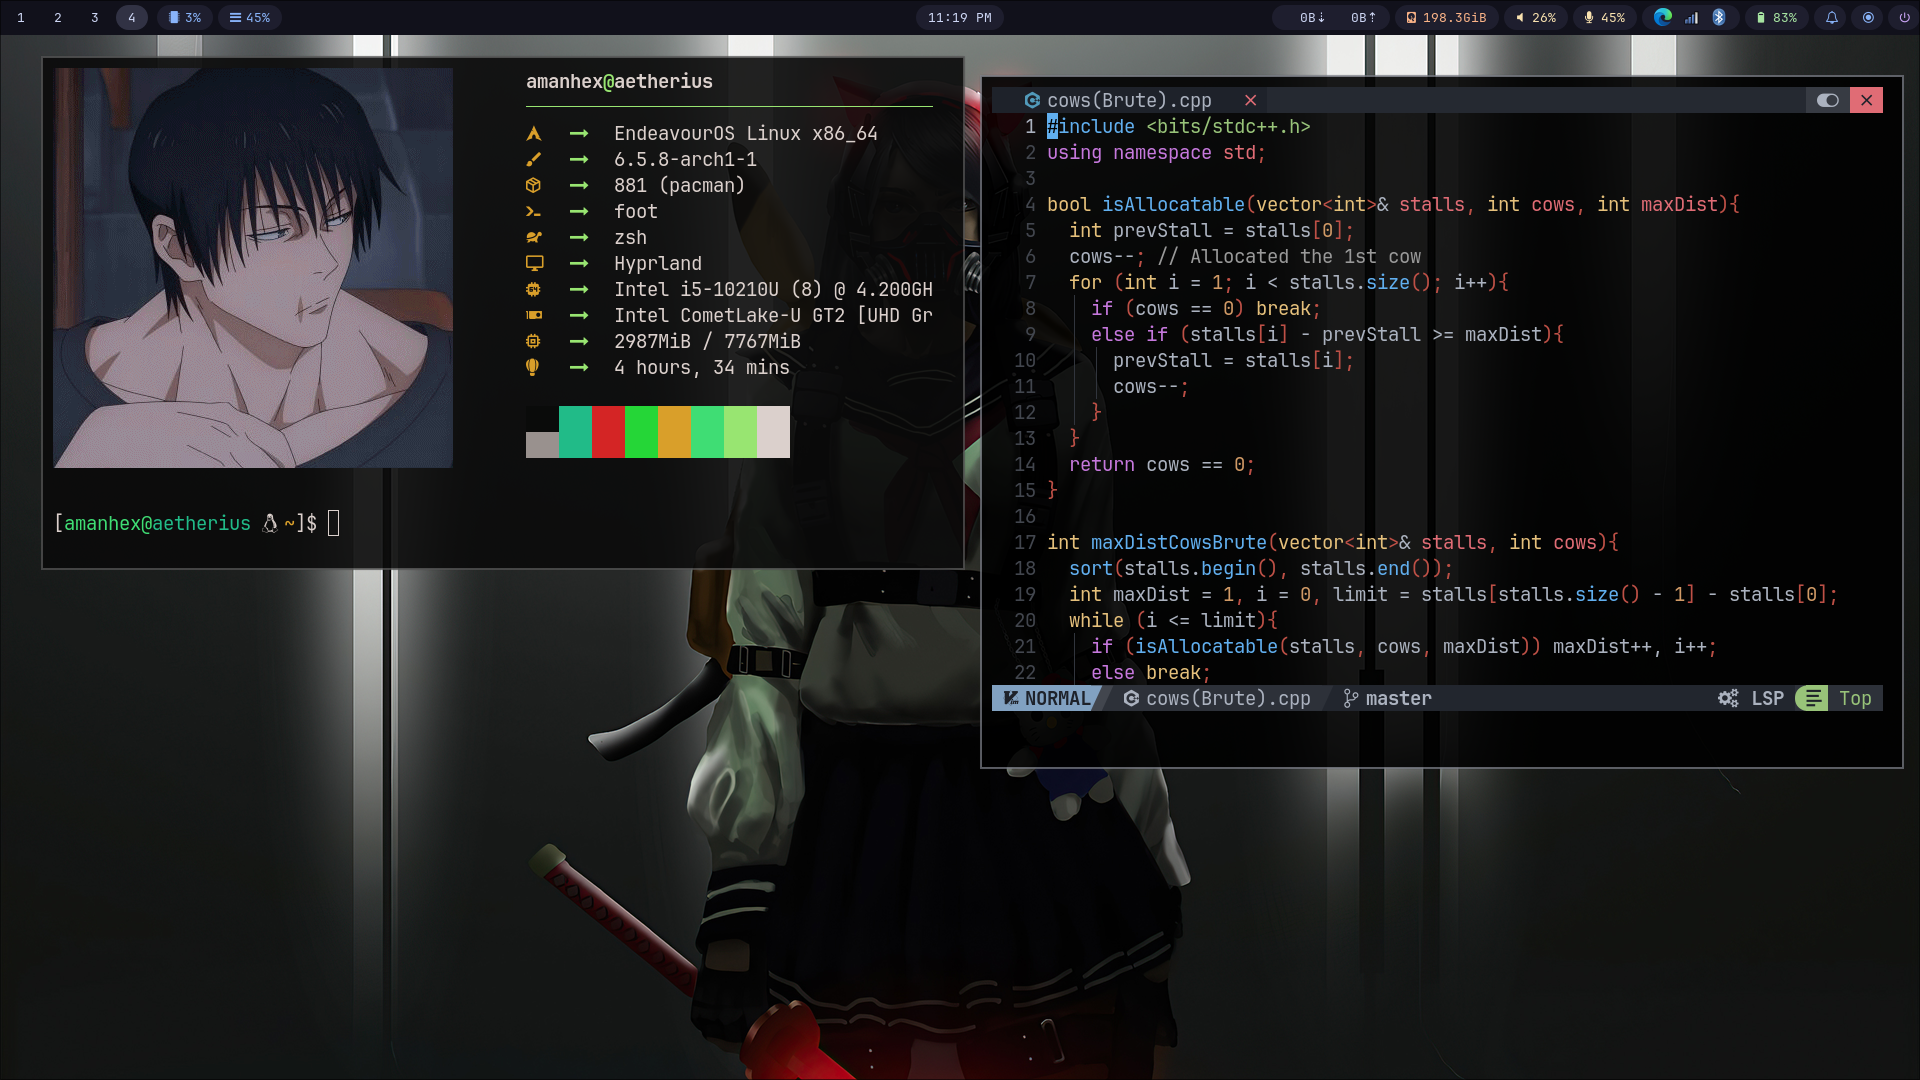 1 2 3 4 3% 45% 11:19 PM 0B↓ 0B↑ 198.3GiB 26% 45% 83%
amanhex@aetherius
EndeavourOS Linux x86_64
6.5.8-arch1-1
881 (pacman)
foot
zsh
Hyprland
Intel i5-10210U (8) @ 4.200GH
Intel CometLake-U GT2 [UHD Gr
2987MiB / 7767MiB
4 hours, 34 mins
[amanhex@aetherius ~]$
cows(Brute).cpp
1 #include <bits/stdc++.h>
2 using namespace std;
3
4 bool isAllocatable(vector<int>& stalls, int cows, int maxDist){
5 int prevStall = stalls[0];
6 cows--; // Allocated the 1st cow
7 for (int i = 1; i < stalls.size(); i++){
8 if (cows == 0) break;
9 else if (stalls[i] - prevStall >= maxDist){
10 prevStall = stalls[i];
11 cows--;
12 }
13 }
14 return cows == 0;
15 }
16
17 int maxDistCowsBrute(vector<int>& stalls, int cows){
18 sort(stalls.begin(), stalls.end());
19 int maxDist = 1, i = 0, limit = stalls[stalls.size() - 1] - stalls[0];
20 while (i <= limit){
21 if (isAllocatable(stalls, cows, maxDist)) maxDist++, i++;
22 else break;
NORMAL cows(Brute).cpp master LSP Top